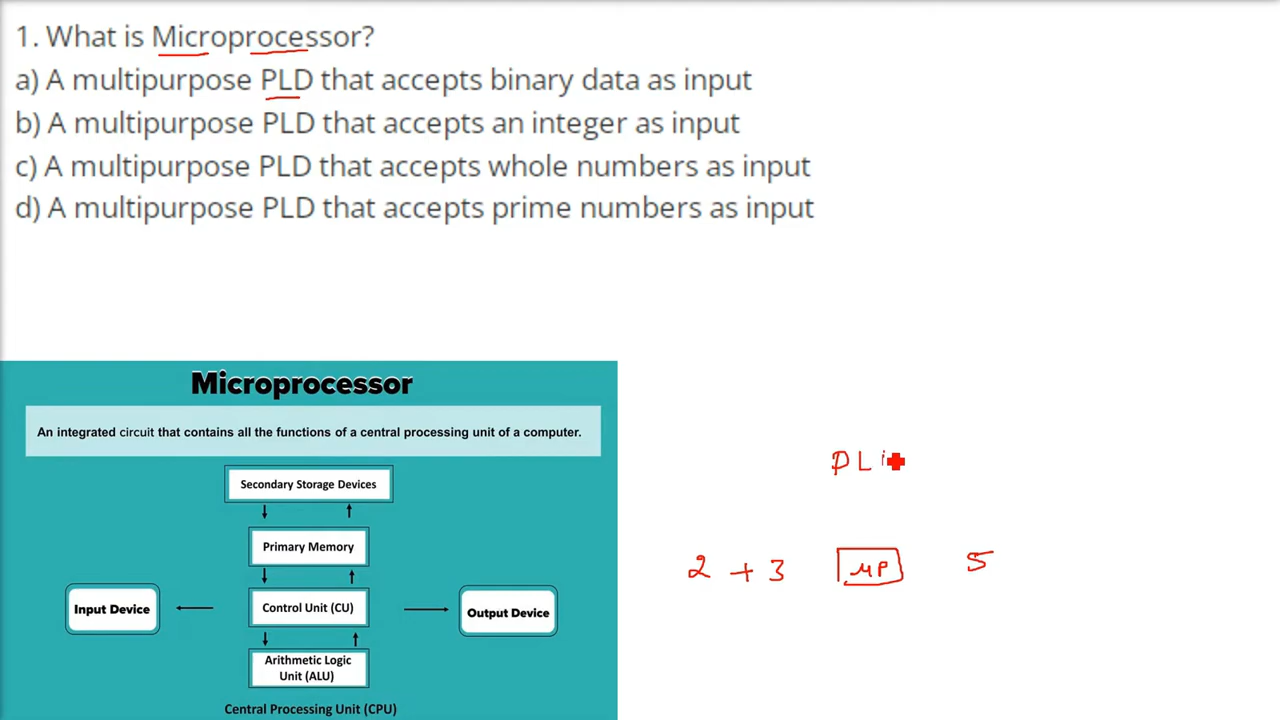 1. What is Microprocessor?
a) A multipurpose PLD that accepts binary data as input
b) A multipurpose PLD that accepts an integer as input
c) A multipurpose PLD that accepts whole numbers as input
d) A multipurpose PLD that accepts prime numbers as input
Microprocessor
An integrated circuit that contains all the functions of a central processing unit of a computer.
Secondary Storage Devices
Primary Memory
Input Device
Control Unit (CU)
Output Device
Arithmetic Logic
Unit (ALU)
Central Processing Unit (CPU)
PL
2 + 3 μP 5